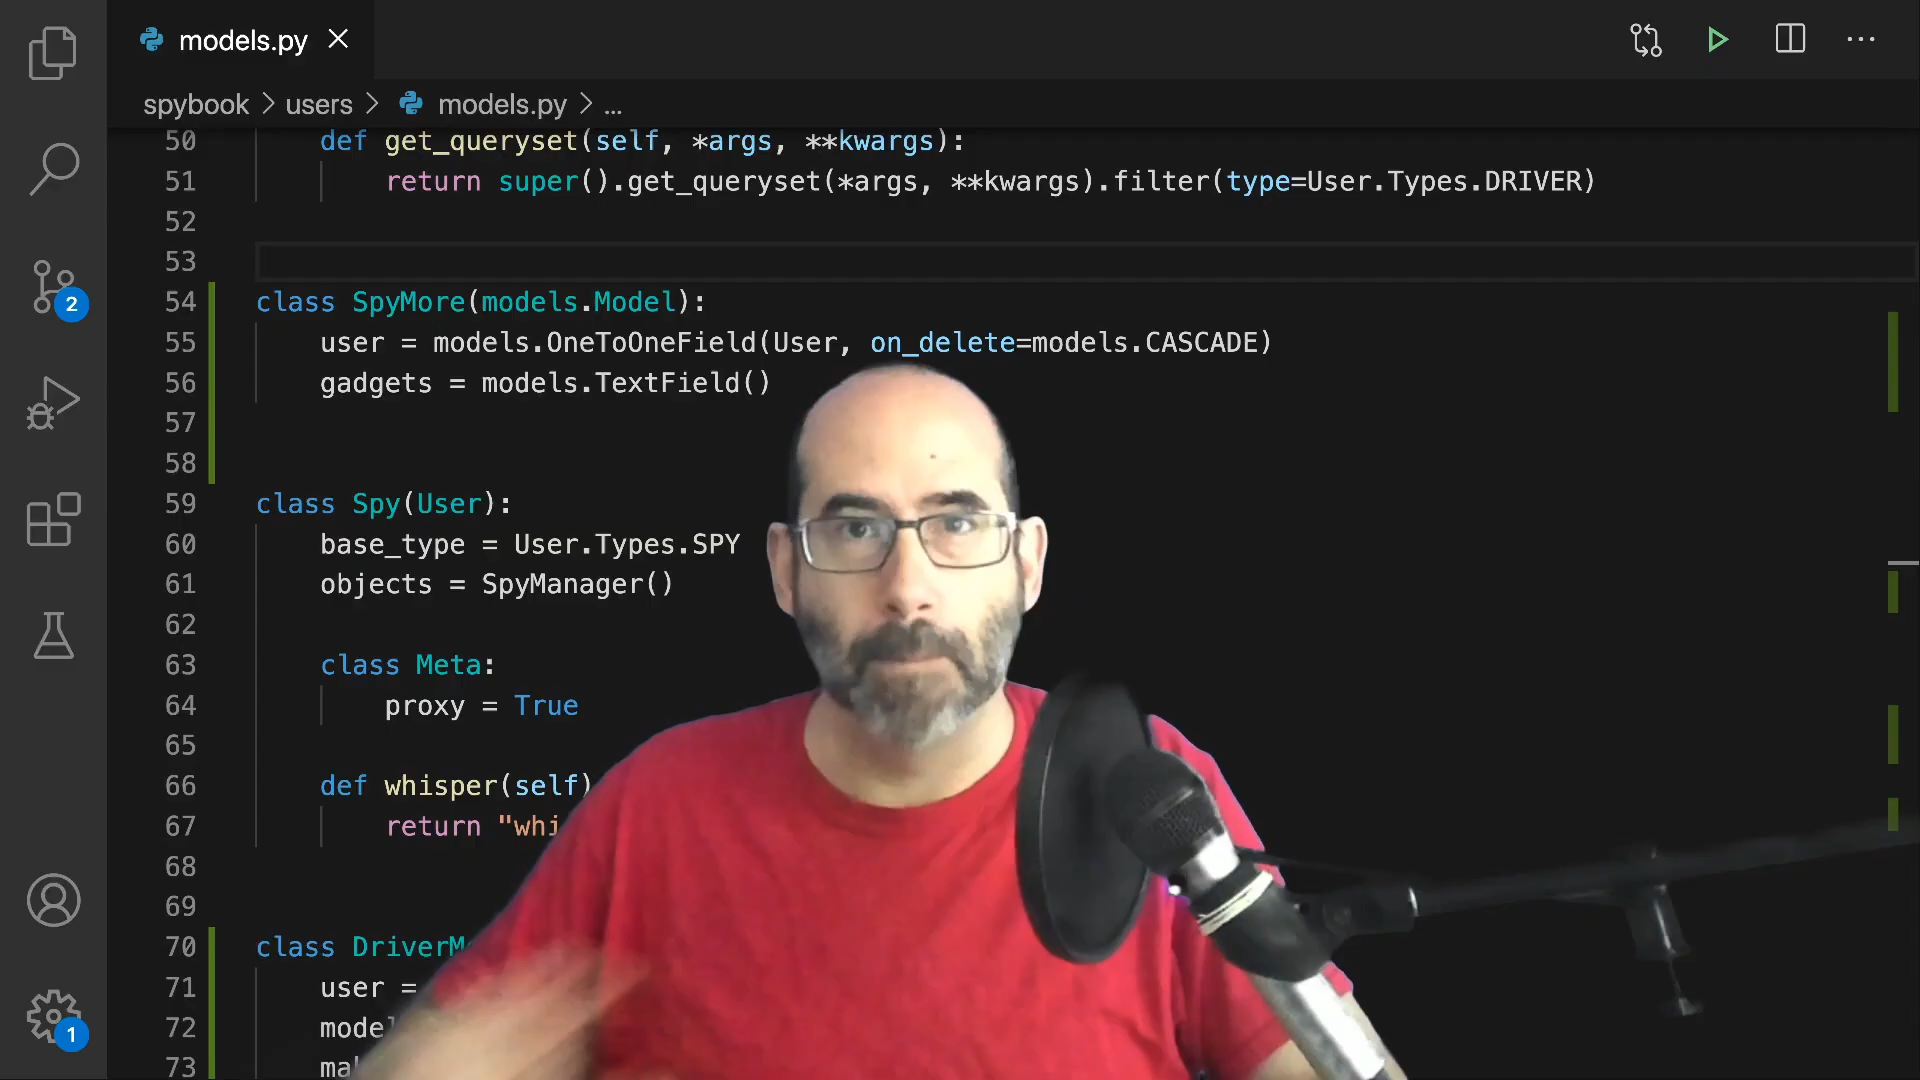 models.py
spybook > users > models.py > ...
50 def get_queryset(self, *args, **kwargs):
51 return super().get_queryset(*args, **kwargs).filter(type=User.Types.DRIVER)
52
53
54 class SpyMore(models.Model):
55 user = models.OneToOneField(User, on_delete=models.CASCADE)
56 gadgets = models.TextField()
57
58
59 class Spy(User):
60 base_type = User.Types.SPY
61 objects = SpyManager()
62
63 class Meta:
64 proxy = True
65
66 def whisper(self)
67 return "whi
68
69
70 class DriverM
71 user =
72 mode
73 ma
2
1